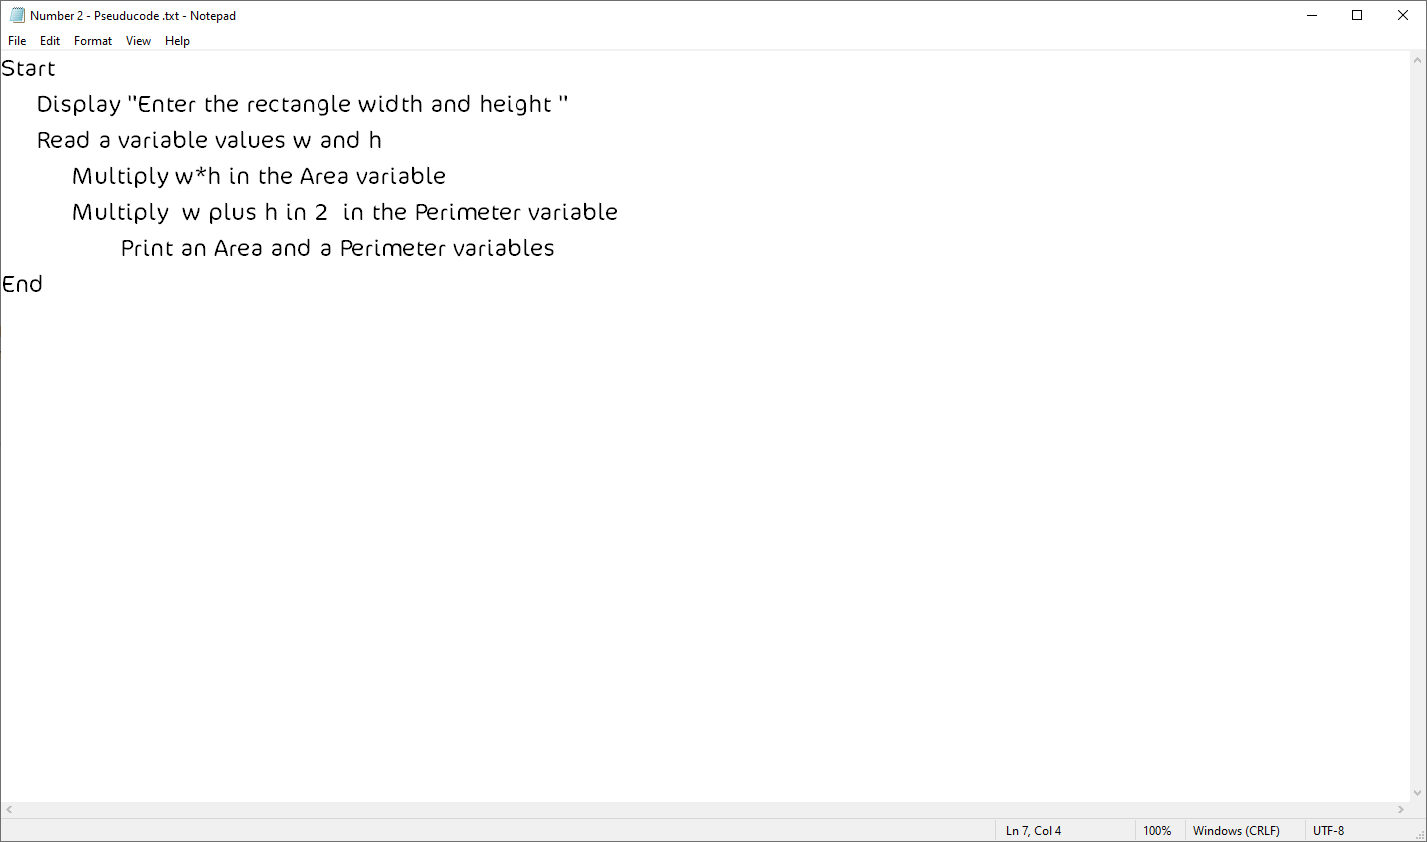 Number 2 - Pseuducode .txt - Notepad
File Edit Format View Help
Start
Display "Enter the rectangle width and height "
Read a variable values w and h
Multiply w*h in the Area variable
Multiply  w plus h in 2  in the Perimeter variable
Print an Area and a Perimeter variables
End
Ln 7, Col 4 100% Windows (CRLF) UTF-8